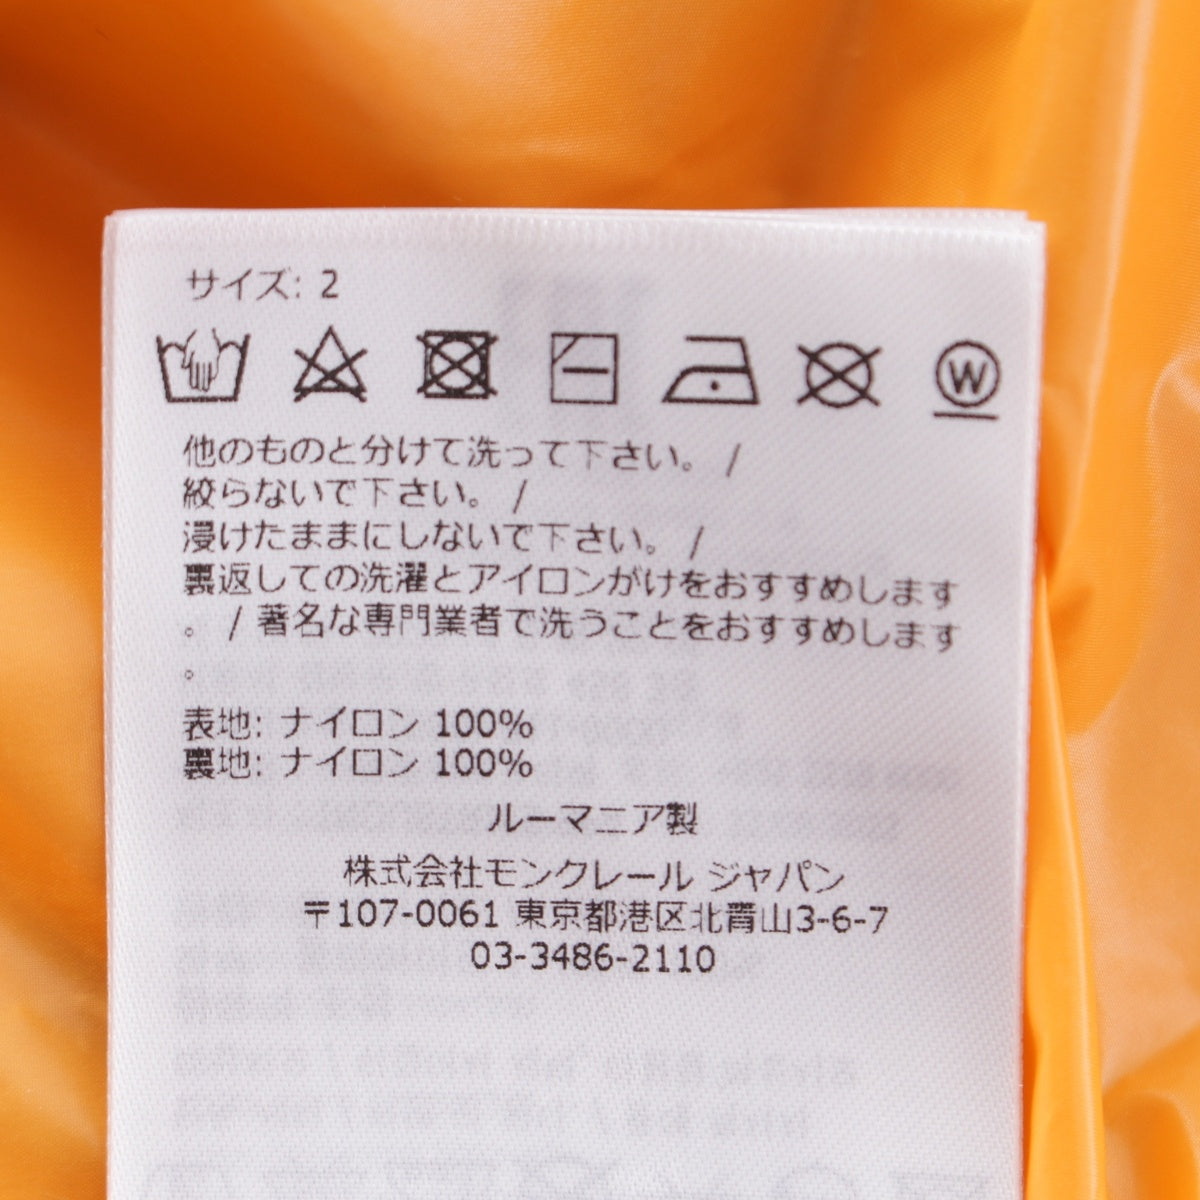 サイズ: 2
W
他のものと分けて洗って下さい。 /
絞らないで下さい。 /
浸けたままにしないで下さい。 /
裏返しての洗濯とアイロンがけをおすすめします
。 / 著名な専門業者で洗うことをおすすめします
。
表地: ナイロン 100%
裏地: ナイロン 100%
ルーマニア製
株式会社モンクレール ジャパン
〒107-0061 東京都港区北青山3-6-7
03-3486-2110